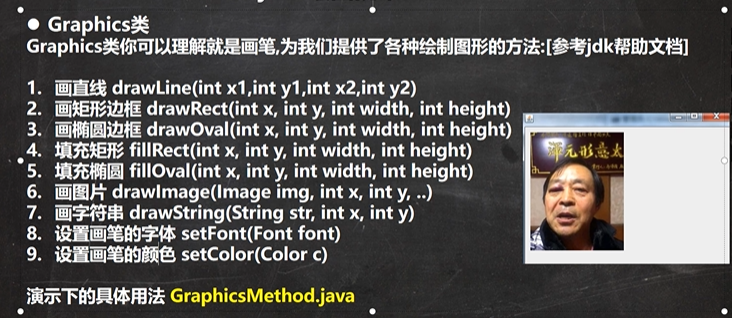 ● Graphics类
Graphics类你可以理解就是画笔,为我们提供了各种绘制图形的方法:[参考jdk帮助文档]
1. 画直线 drawLine(int x1,int y1,int x2,int y2)
2. 画矩形边框 drawRect(int x, int y, int width, int height)
3. 画椭圆边框 drawOval(int x, int y, int width, int height)
4. 填充矩形 fillRect(int x, int y, int width, int height)
5. 填充椭圆 fillOval(int x, int y, int width, int height)
6. 画图片 drawImage(Image img, int x, int y, ..)
7. 画字符串 drawString(String str, int x, int y)
8. 设置画笔的字体 setFont(Font font)
9. 设置画笔的颜色 setColor(Color c)
演示下的具体用法 GraphicsMethod.java
元形意太